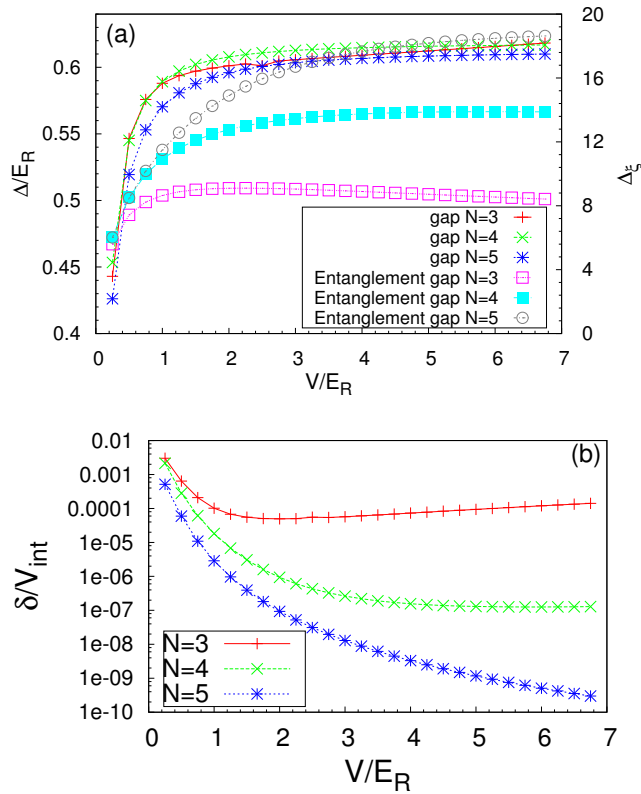 (a)
Δ/E_R
0.6
0.55
0.5
0.45
0.4
20
16
12
8
4
0
Δ_ξ
gap N=3
gap N=4
gap N=5
Entanglement gap N=3
Entanglement gap N=4
Entanglement gap N=5
0 1 2 3 4 5 6 7
V/E_R
(b)
δ/V_int
0.01
0.001
0.0001
1e-05
1e-06
1e-07
1e-08
1e-09
1e-10
N=3
N=4
N=5
0 1 2 3 4 5 6 7
V/E_R